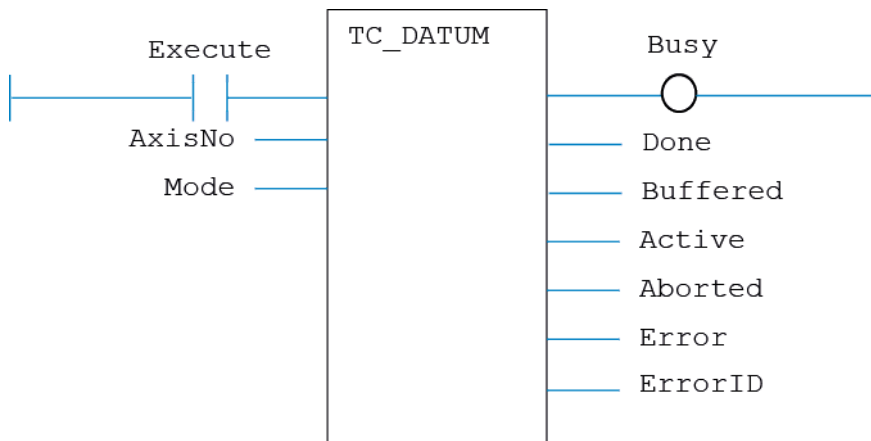 TC_DATUM
Execute
Busy
AxisNo
Done
Mode
Buffered
Active
Aborted
Error
ErrorID